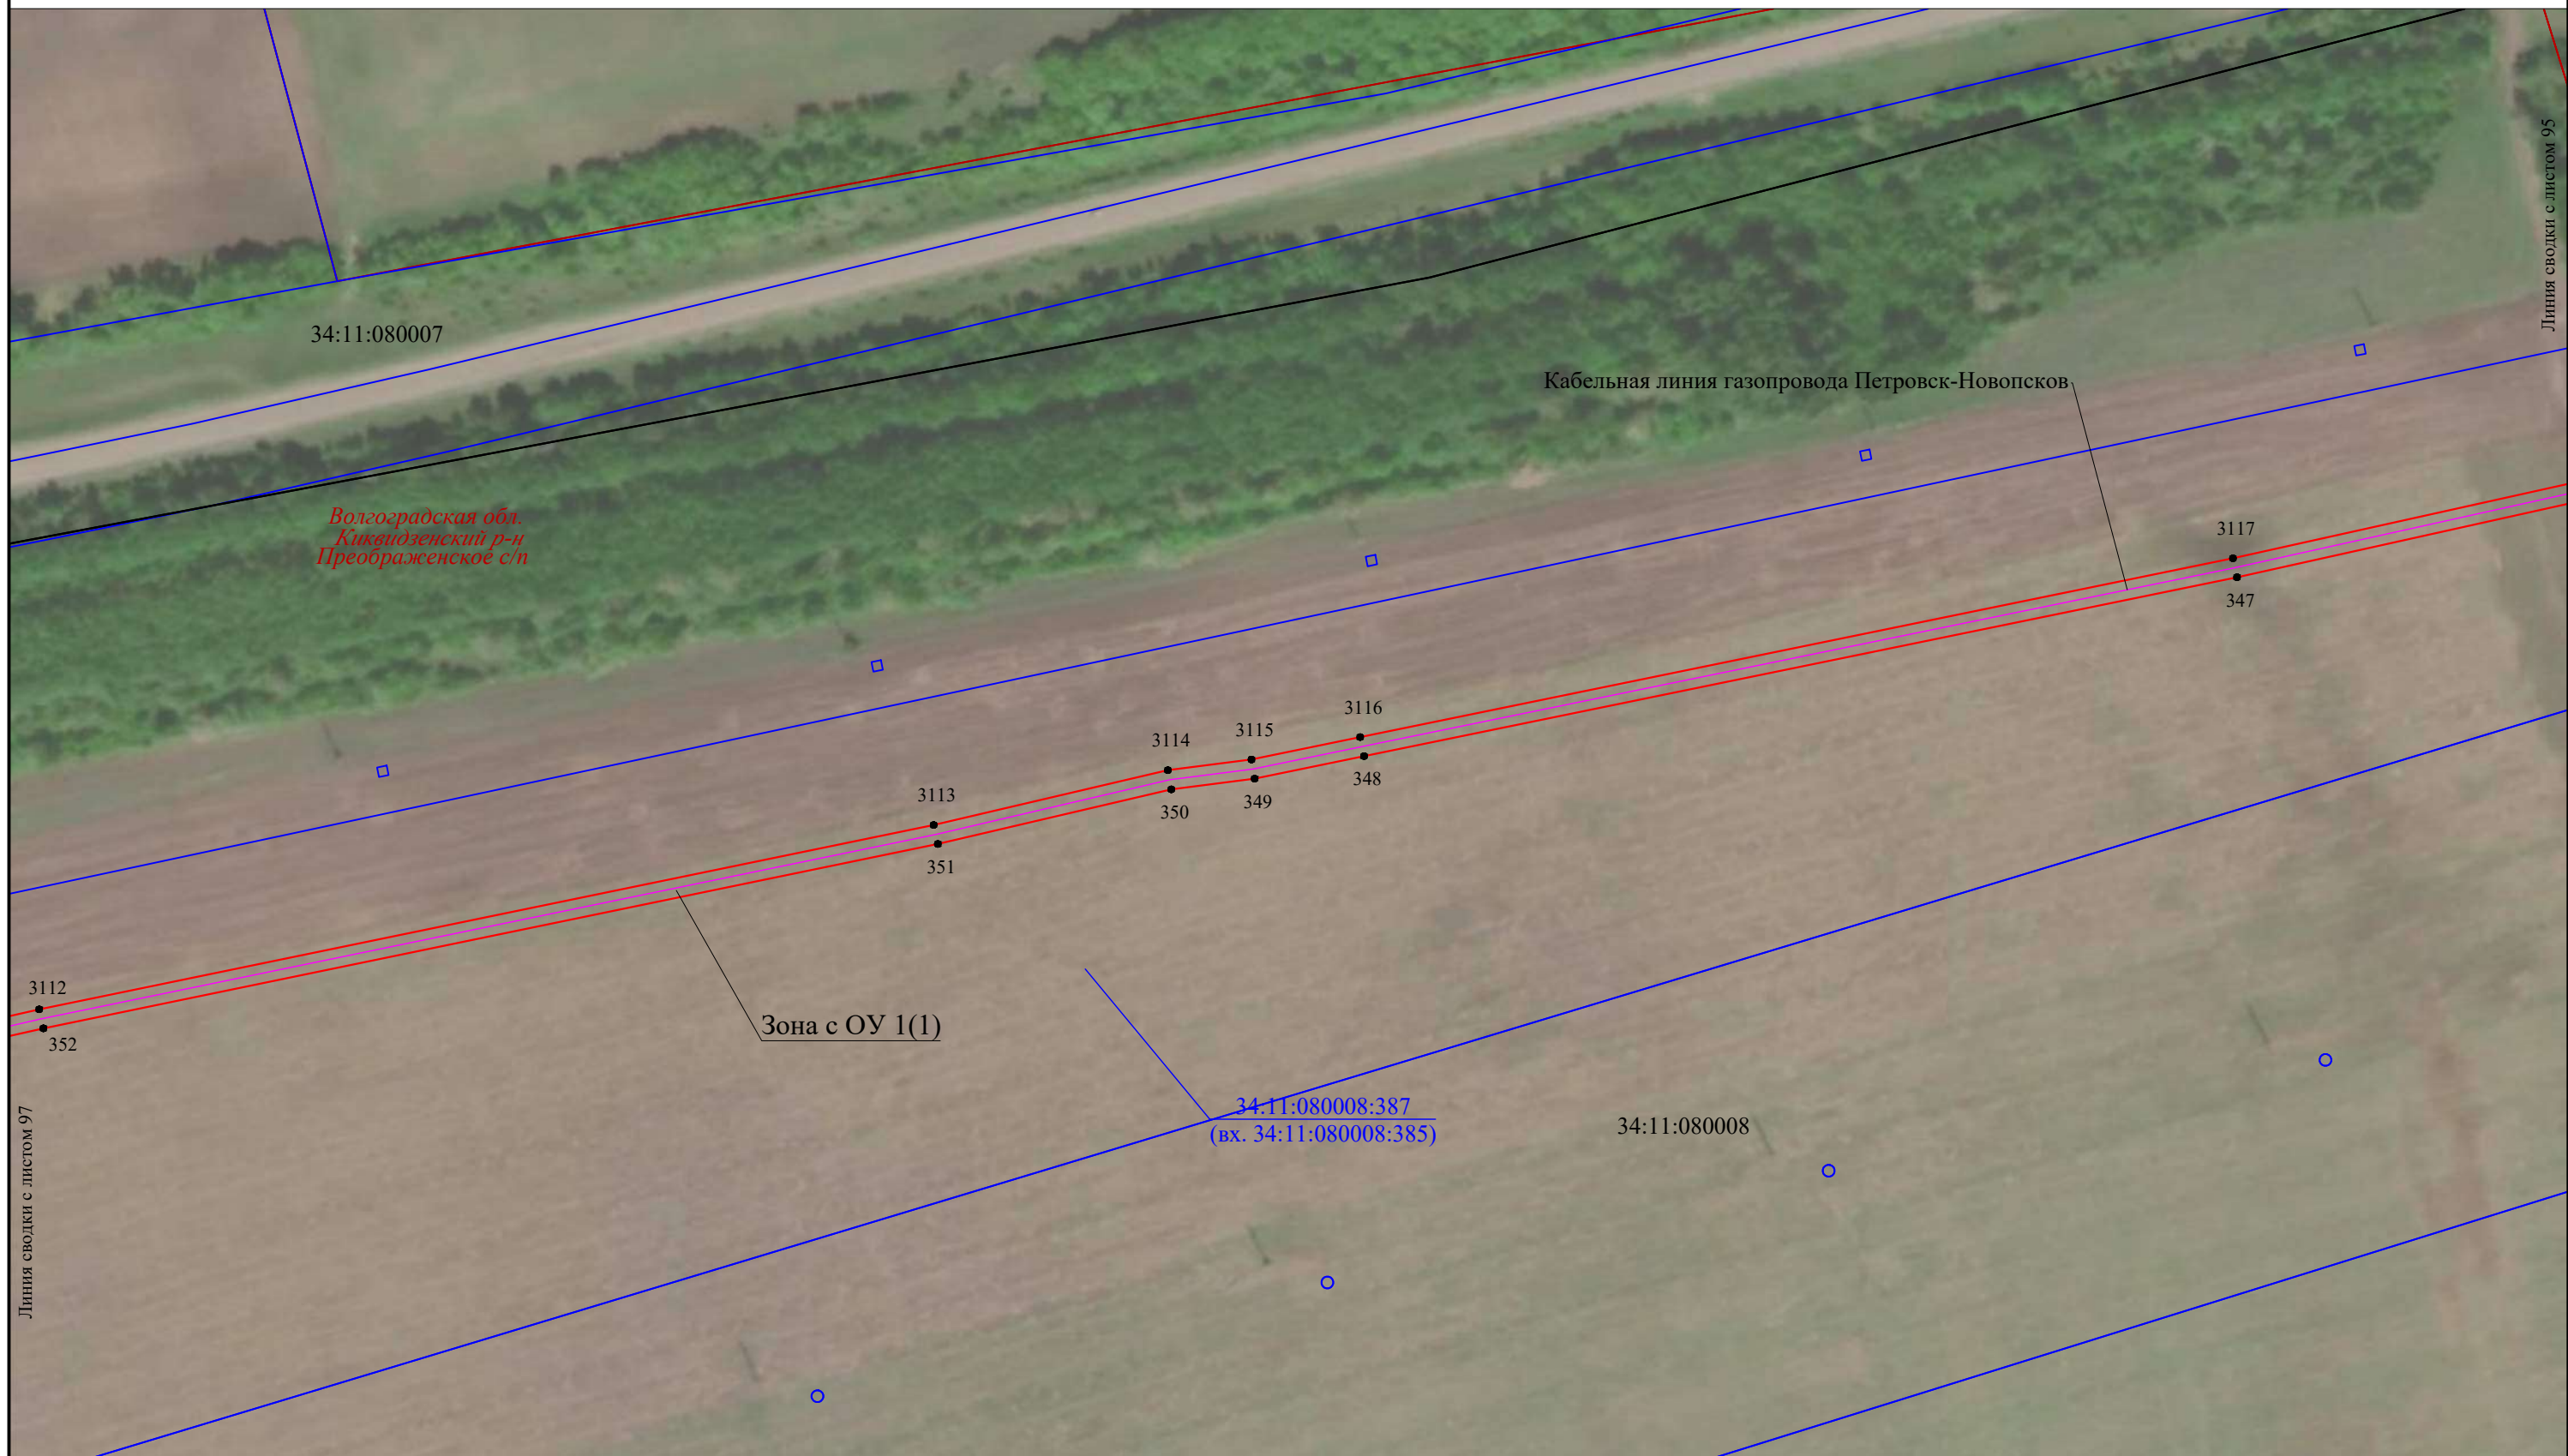 Линия сводки с листом 95
34:11:080007
Кабельная линия газопровода Петровск-Новопсков
Волгоградская обл.
Киквидзенский р-н
Преображенское с/п
3117
347
3116
3115
3114
348
349
350
3113
351
3112
352
Зона с ОУ 1(1)
34:11:080008:387
(вх. 34:11:080008:385)
34:11:080008
Линия сводки с листом 97